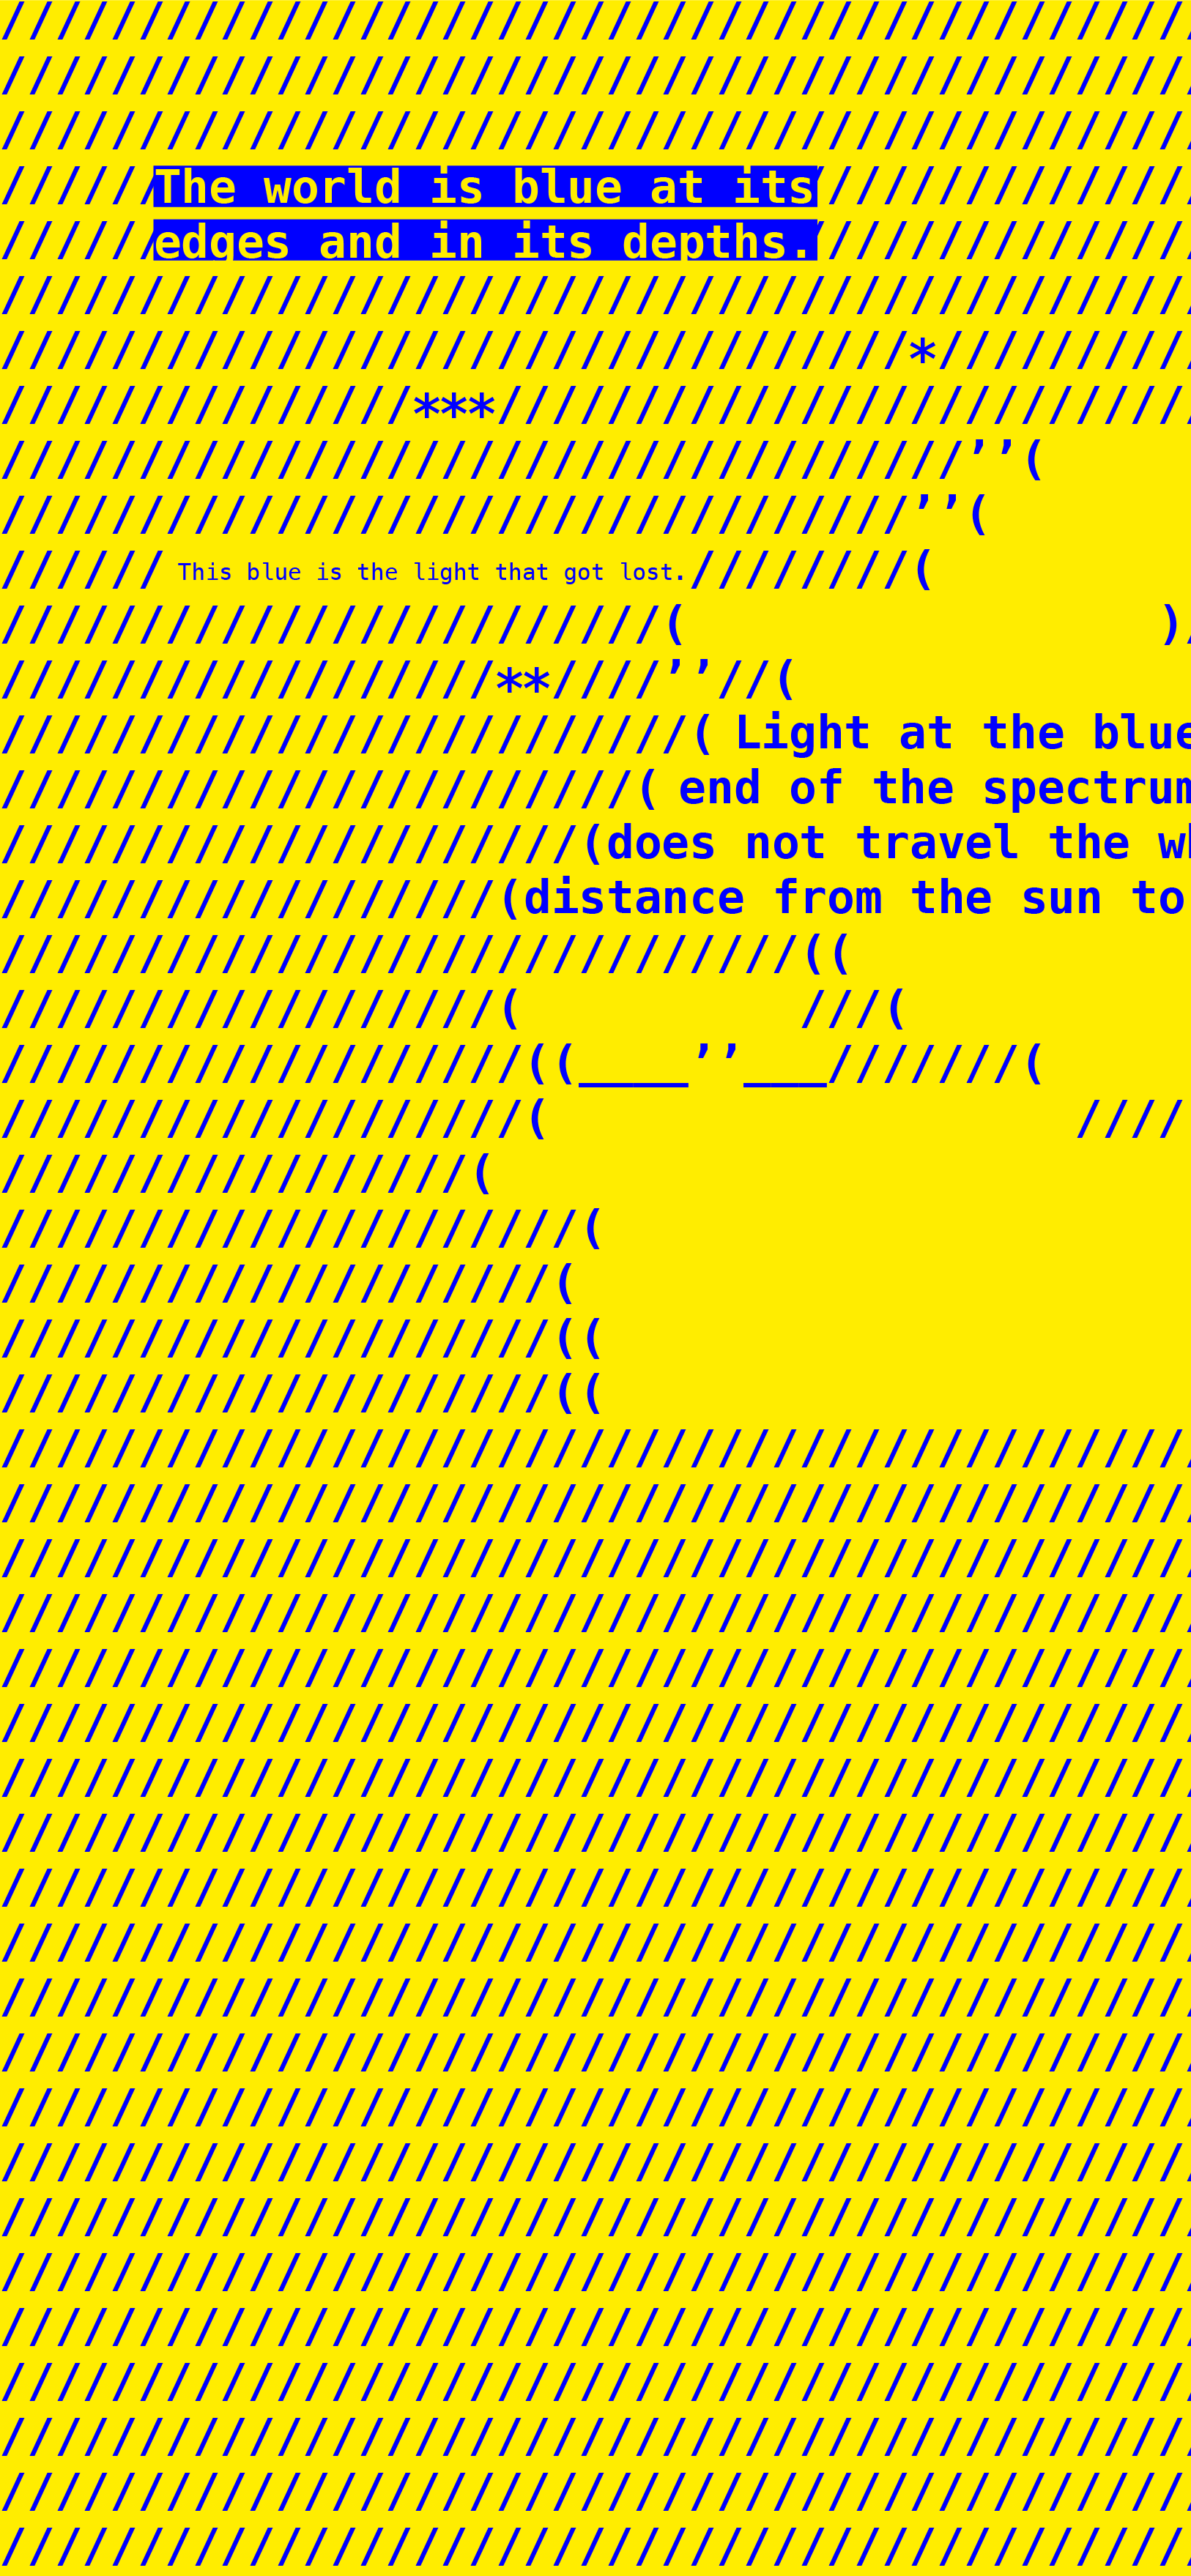 The world is blue at its
edges and in its depths.
This blue is the light that got lost.
Light at the blue
end of the spectrum
does not travel the
distance from the sun to